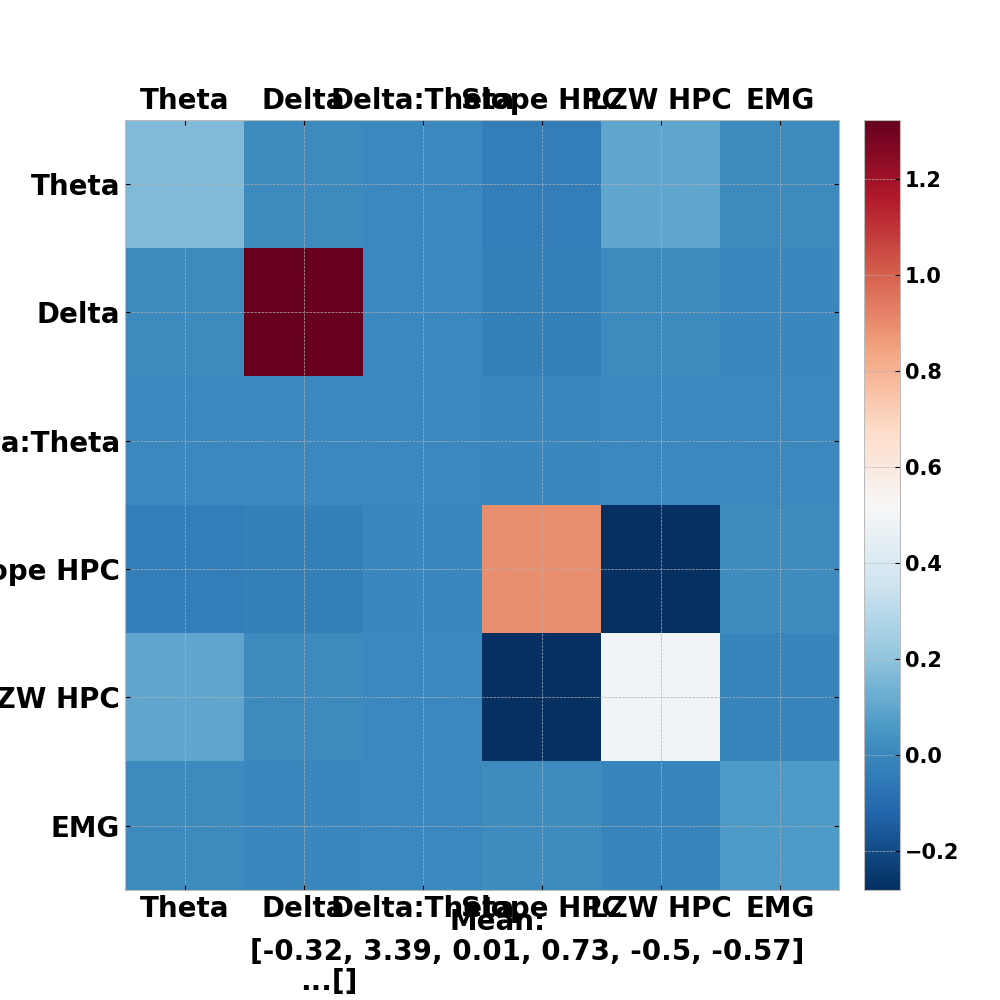 Theta Delta Delta:Theta Slope HPC LZW HPC EMG
Theta
Delta
a:Theta
ope HPC
ZW HPC
EMG
1.2
1.0
0.8
0.6
0.4
0.2
0.0
−0.2
Theta Delta Delta:Theta Slope HPC LZW HPC EMG
Mean:
[-0.32, 3.39, 0.01, 0.73, -0.5, -0.57]
...[]